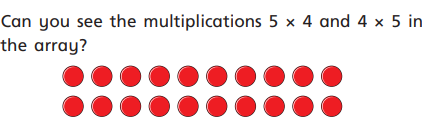 Can you see the multiplications 5 × 4 and 4 × 5 in
the array?